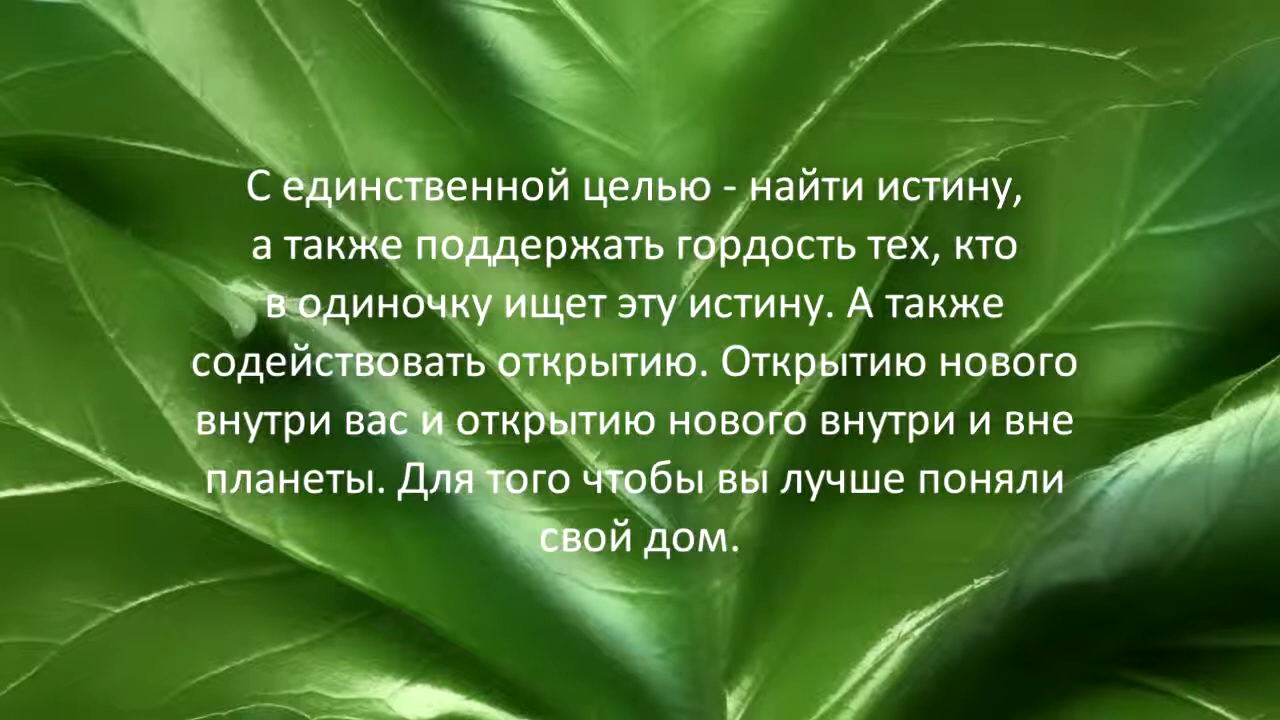 С единственной целью - найти истину,
а также поддержать гордость тех, кто
в одиночку ищет эту истину. А также
содействовать открытию. Открытию нового
внутри вас и открытию нового внутри и вне
планеты. Для того чтобы вы лучше поняли
свой дом.